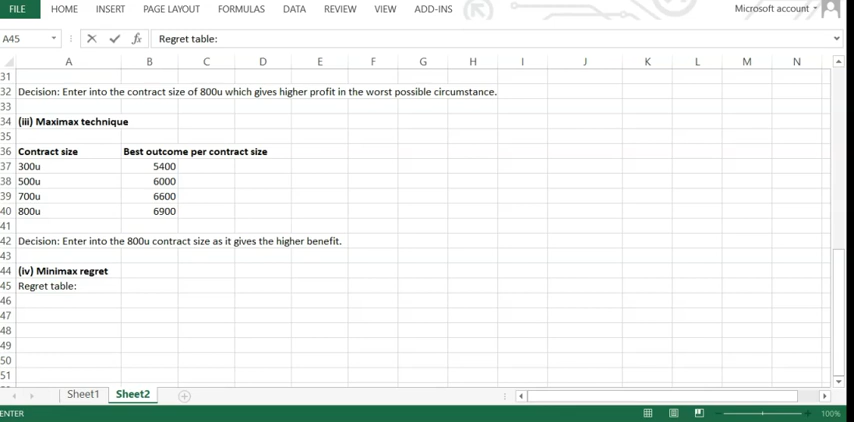 FILE HOME INSERT PAGE LAYOUT FORMULAS DATA REVIEW VIEW ADD-INS Microsoft account
A45 fx Regret table:
A B C D E F G H I J K L M N
31
32 Decision: Enter into the contract size of 800u which gives higher profit in the worst possible circumstance.
33
34 (iii) Maximax technique
35
36 Contract size Best outcome per contract size
37 300u 5400
38 500u 6000
39 700u 6600
40 800u 6900
41
42 Decision: Enter into the 800u contract size as it gives the higher benefit.
43
44 (iv) Minimax regret
45 Regret table:
46
47
48
49
50
51
Sheet1 Sheet2
ENTER 100%